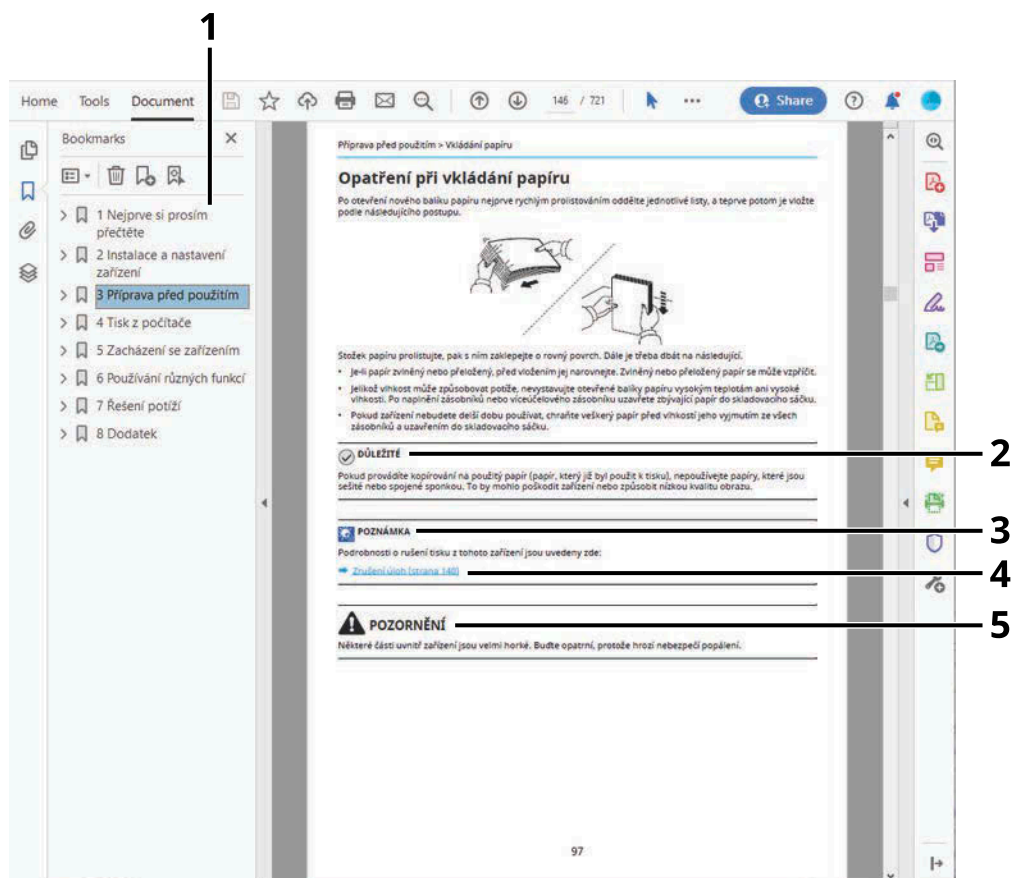 1
Home Tools Document 146 / 721 Share
Bookmarks
1 Nejprve si prosím
přečtěte
2 Instalace a nastavení
zařízení
3 Příprava před použitím
4 Tisk z počítače
5 Zacházení se zařízením
6 Používání různých funkcí
7 Řešení potíží
8 Dodatek
Příprava před použitím > Vkládání papíru
Opatření při vkládání papíru
Po otevření nového balíku papíru nejprve rychlým prolistováním oddělte jednotlivé listy, a teprve potom je vložte
podle následujícího postupu.
Stožek papíru prolistujte, pak s ním zaklepejte o rovný povrch. Dále je třeba dbát na následující.
• Je-li papír zvlněný nebo přeložený, před vložením jej narovnejte. Zvlněný nebo přeložený papír se může vzpříčit.
• Jelikož vlhkost může způsobovat potíže, nevystavujte otevřené balíky papíru vysokým teplotám ani vysoké
vlhkosti. Po naplnění zásobníků nebo víceúčelového zásobníku uzavřete zbývající papír do skladovacího sáčku.
• Pokud zařízení nebudete delší dobu používat, chraňte veškerý papír před vlhkostí jeho vyjmutím ze všech
zásobníků a uzavřením do skladovacího sáčku.
DŮLEŽITÉ
2
Pokud provádíte kopírování na použitý papír (papír, který již byl použit k tisku), nepoužívejte papíry, které jsou
sešité nebo spojené sponkou. To by mohlo poškodit zařízení nebo způsobit nízkou kvalitu obrazu.
POZNÁMKA
3
Podrobnosti o rušení tisku z tohoto zařízení jsou uvedeny zde:
Zrušení úloh (strana 148)
4
POZORNĚNÍ
5
Některé části uvnitř zařízení jsou velmi horké. Buďte opatrní, protože hrozí nebezpečí popálení.
97